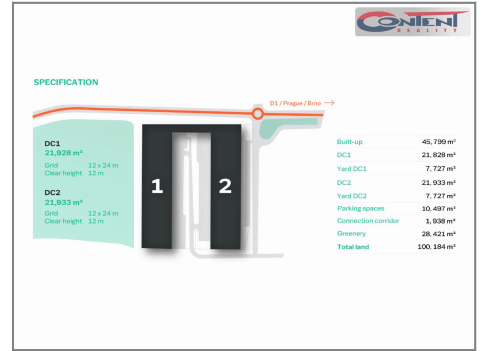 CONTENT
REALITY
SPECIFICATION
D1 / Prague / Brno →
DC1
21,928 m²
Grid 12 x 24 m
Clear height 12 m
DC2
21,933 m²
Grid 12 x 24 m
Clear height 12 m
1 2
Built-up 45,799 m²
DC1 21,828 m²
Yard DC1 7,727 m²
DC2 21,933 m²
Yard DC2 7,727 m²
Parking spaces 10,497 m²
Connection corridor 1,938 m²
Greenery 28,421 m²
Total land 100,184 m²